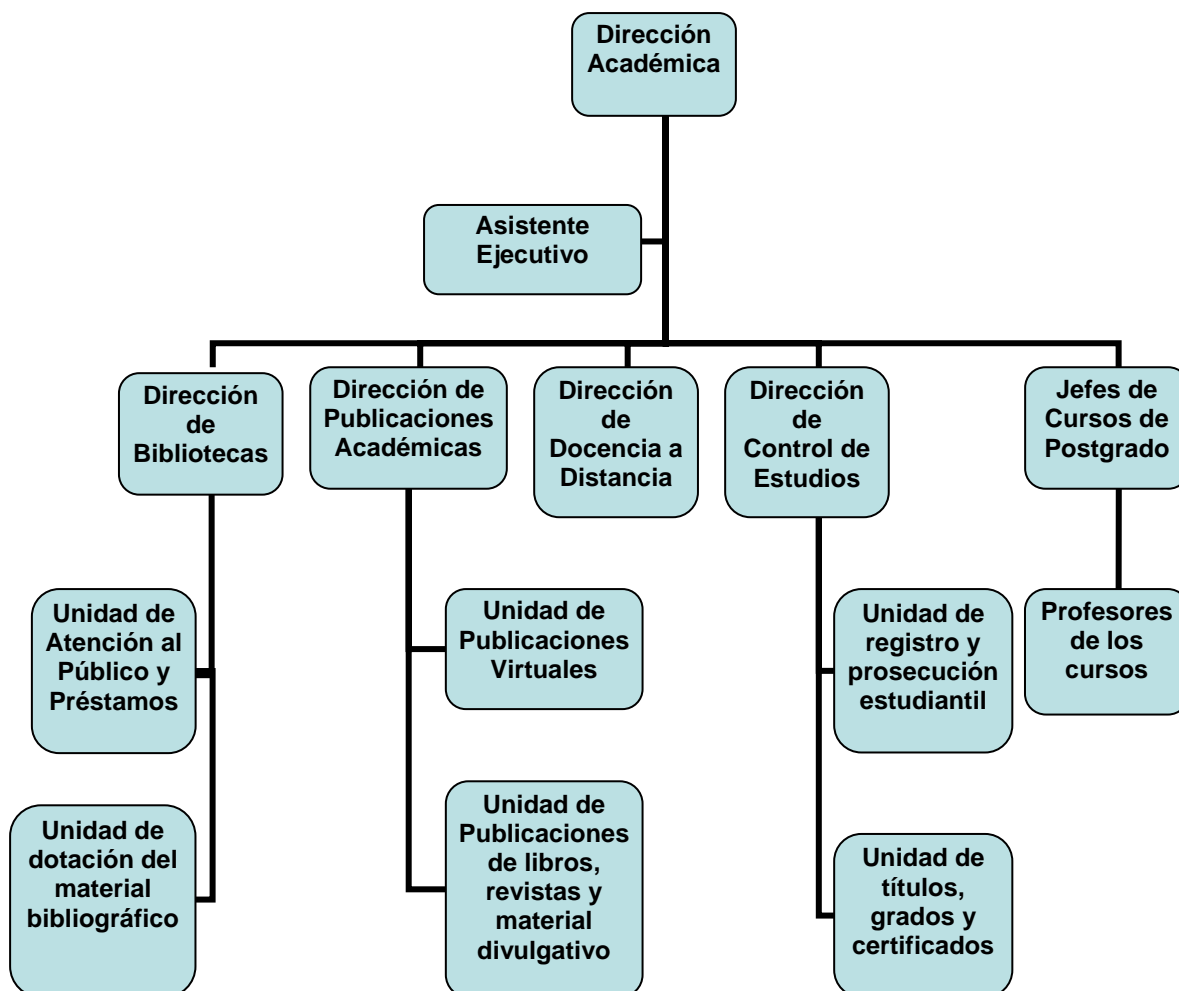 Dirección
Académica
Asistente
Ejecutivo
Dirección
de
Bibliotecas
Dirección de
Publicaciones
Académicas
Dirección
de
Docencia a
Distancia
Dirección
de
Control de
Estudios
Jefes de
Cursos de
Postgrado
Unidad de
Atención al
Público y
Préstamos
Unidad de
Publicaciones
Virtuales
Unidad de
registro y
prosecución
estudiantil
Profesores
de los
cursos
Unidad de
dotación del
material
bibliográfico
Unidad de
Publicaciones
de libros,
revistas y
material
divulgativo
Unidad de
títulos,
grados y
certificados